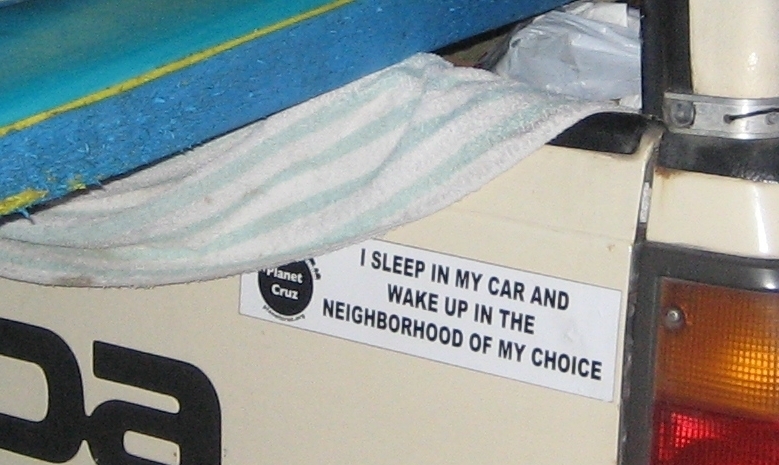 Planet
Cruz
I SLEEP IN MY CAR AND
WAKE UP IN THE
NEIGHBORHOOD OF MY CHOICE